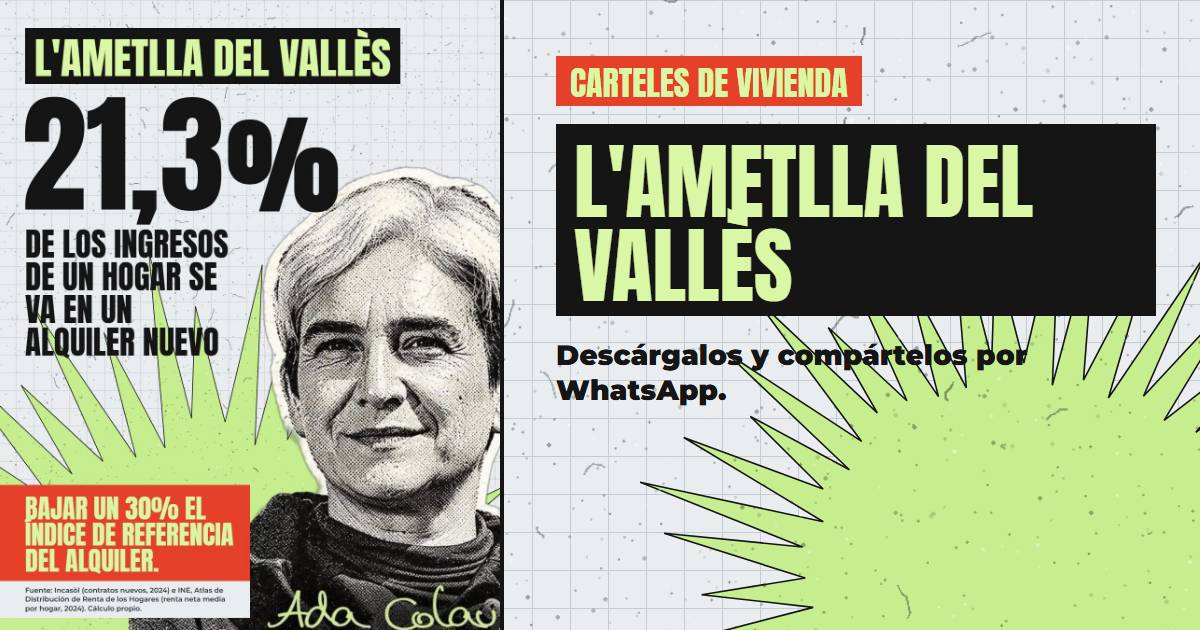 L'AMETLLA DEL VALLÈS
21,3%
DE LOS INGRESOS
DE UN HOGAR SE
VA EN UN
ALQUILER NUEVO
BAJAR UN 30% EL
ÍNDICE DE REFERENCIA
DEL ALQUILER.
Fuente: Incasòl (contratos nuevos, 2024) e INE, Atlas de
Distribución de Renta de los Hogares (renta neta media
por hogar, 2024). Cálculo propio.
Ada Colau
CARTELES DE VIVIENDA
L'AMETLLA DEL
VALLÈS
Descárgalos y compártelos por
WhatsApp.